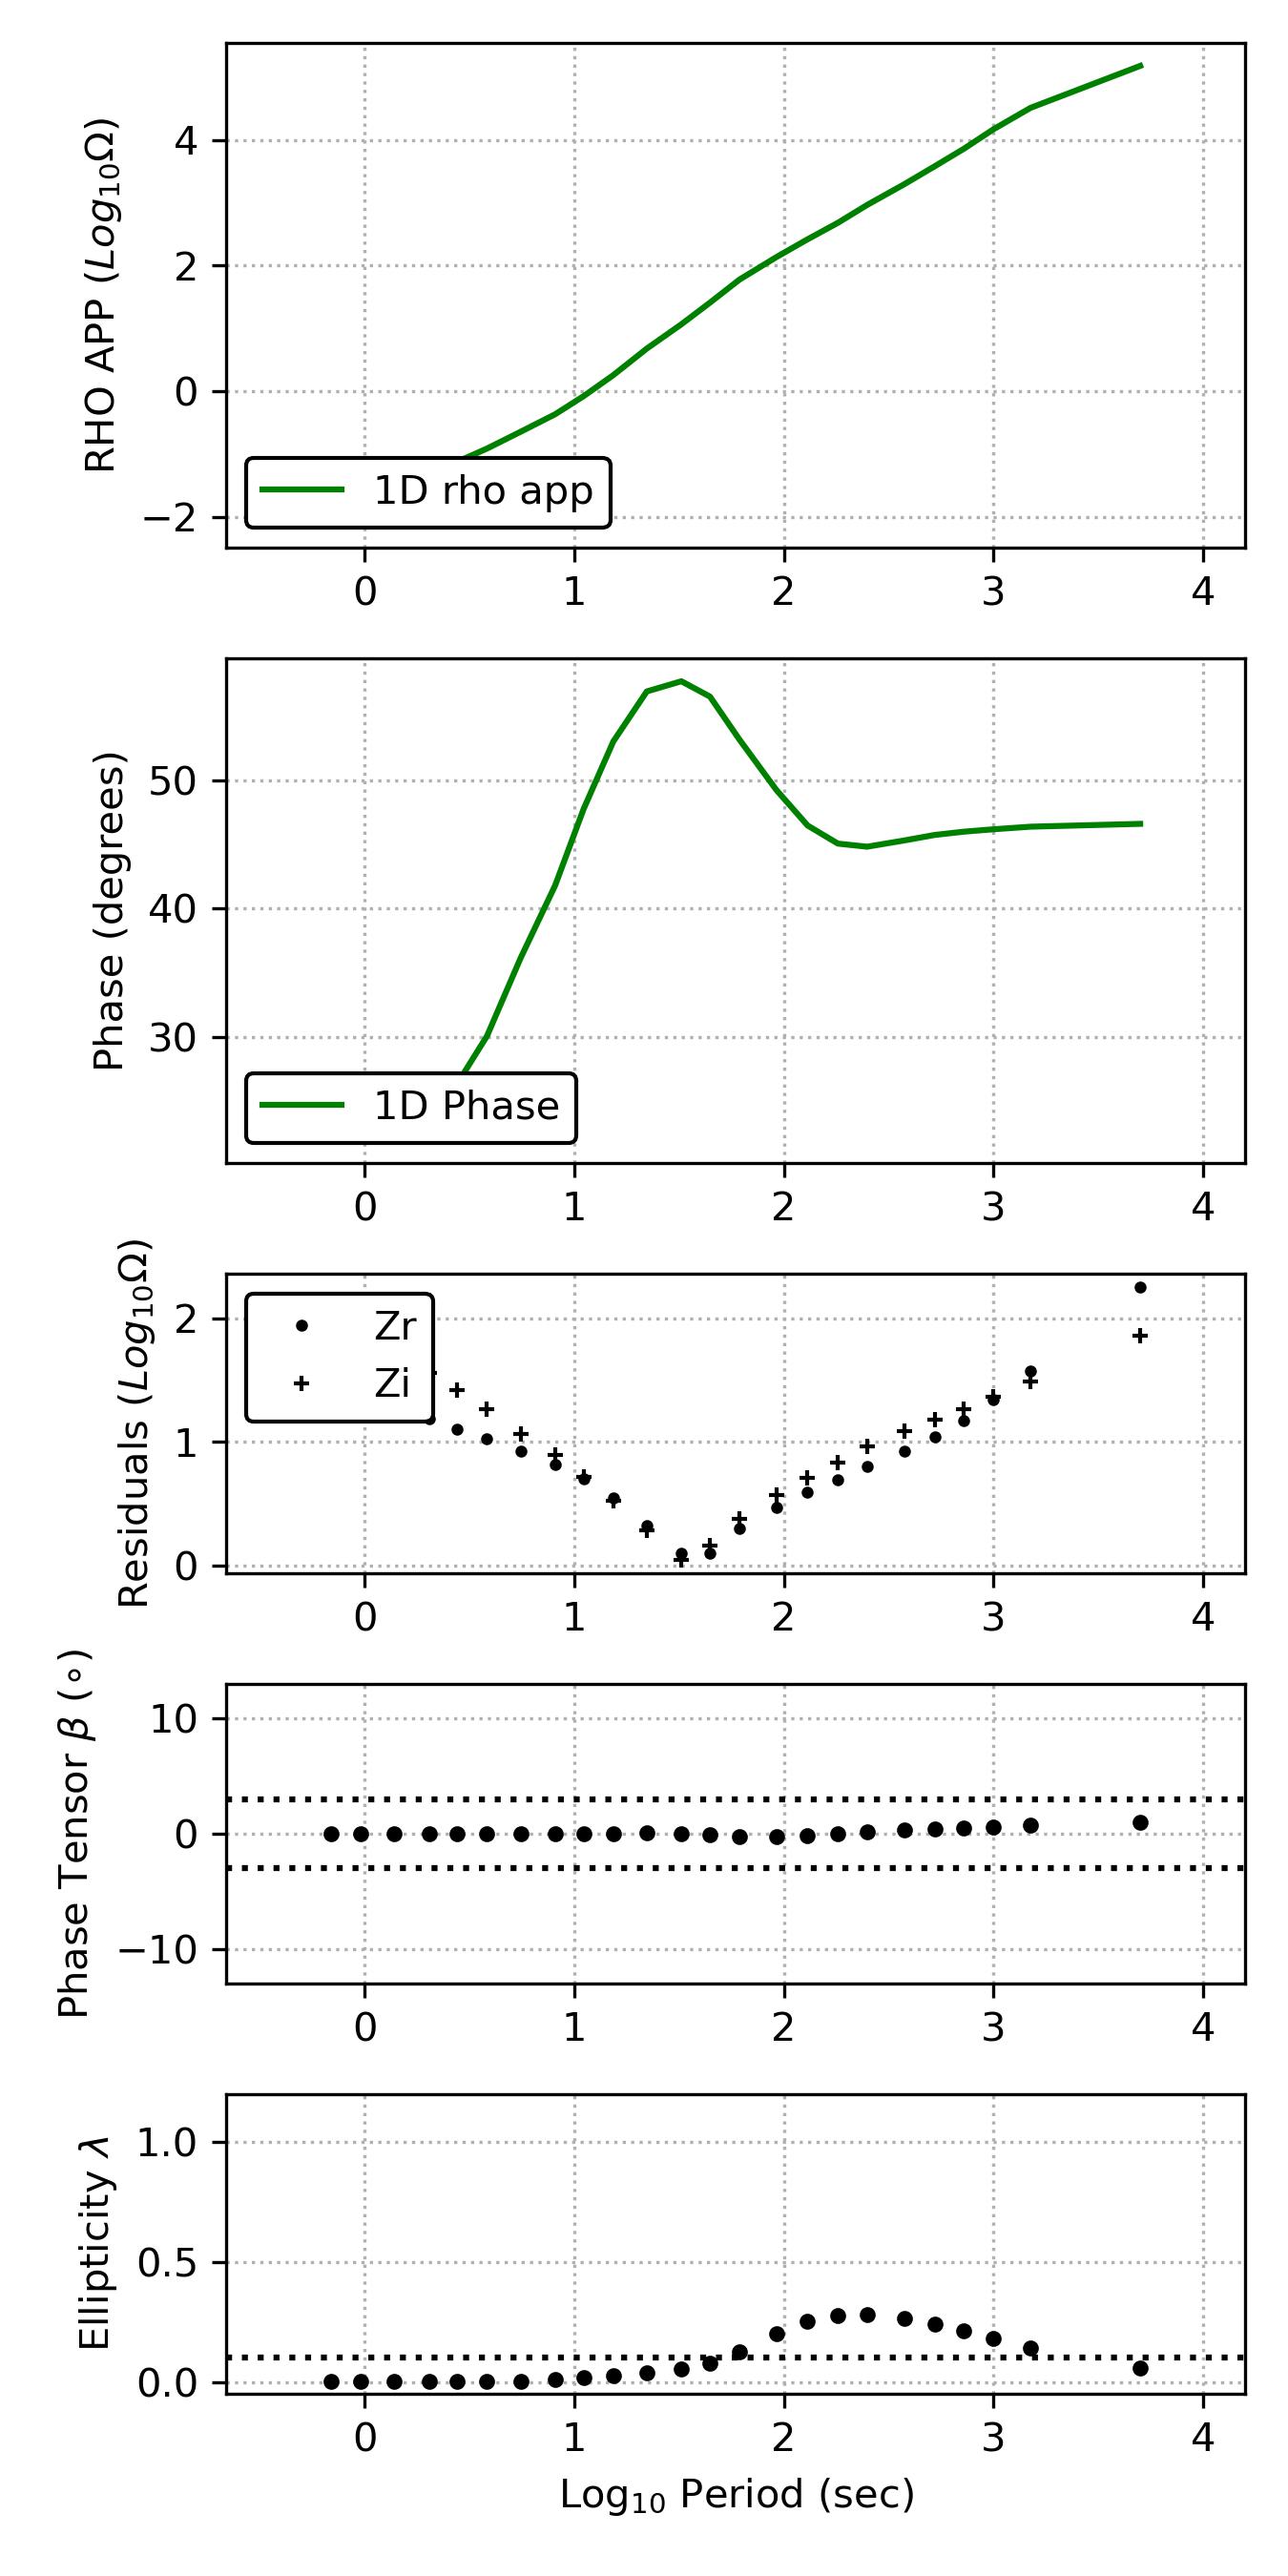 RHO APP (Log₁₀Ω)
4
2
0
−2
1D rho app
0 1 2 3 4
Phase (degrees)
50
40
30
1D Phase
0 1 2 3 4
Residuals (Log₁₀Ω)
2
1
0
Zr
Zi
0 1 2 3 4
Phase Tensor β (∘)
10
0
−10
0 1 2 3 4
Ellipticity λ
1.0
0.5
0.0
0 1 2 3 4
Log₁₀ Period (sec)